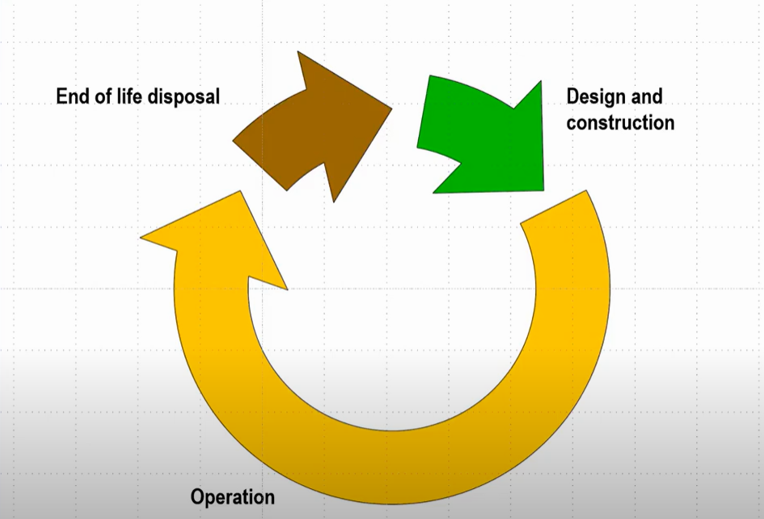 End of life disposal
Design and
construction
Operation